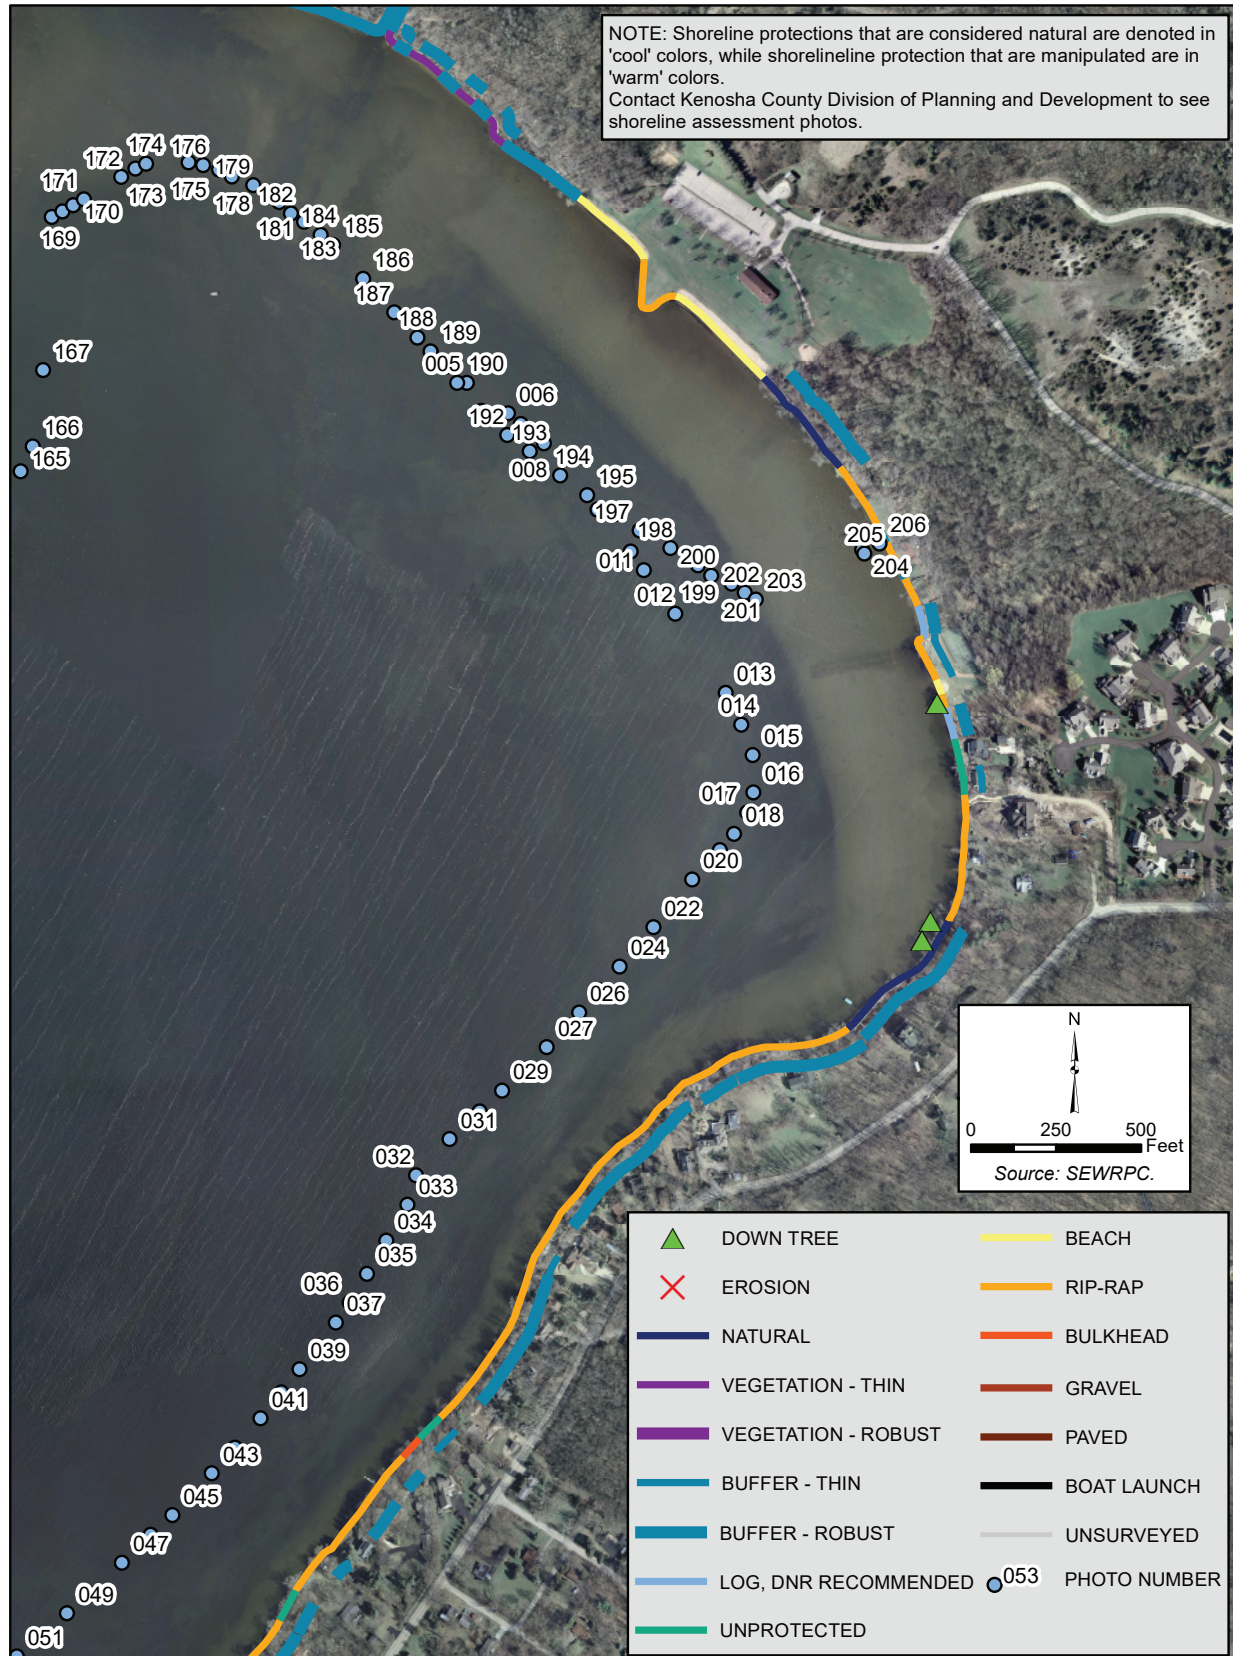 NOTE: Shoreline protections that are considered natural are denoted in
'cool' colors, while shorelineline protection that are manipulated are in
'warm' colors.
Contact Kenosha County Division of Planning and Development to see
shoreline assessment photos.
174
172
176
171
173
175
179
170
178
182
169
181
184
185
183
186
187
188
189
167
005
190
006
192
193
166
194
008
165
195
197
198
206
205
011
200
204
202
203
012
199
201
013
014
015
016
017
018
020
022
024
026
027
029
031
032
033
034
035
036
037
039
041
043
045
047
049
051
N
0 250 500
Feet
Source: SEWRPC.
DOWN TREE
EROSION
NATURAL
VEGETATION - THIN
VEGETATION - ROBUST
BUFFER - THIN
BUFFER - ROBUST
LOG, DNR RECOMMENDED
UNPROTECTED
BEACH
RIP-RAP
BULKHEAD
GRAVEL
PAVED
BOAT LAUNCH
UNSURVEYED
053 PHOTO NUMBER